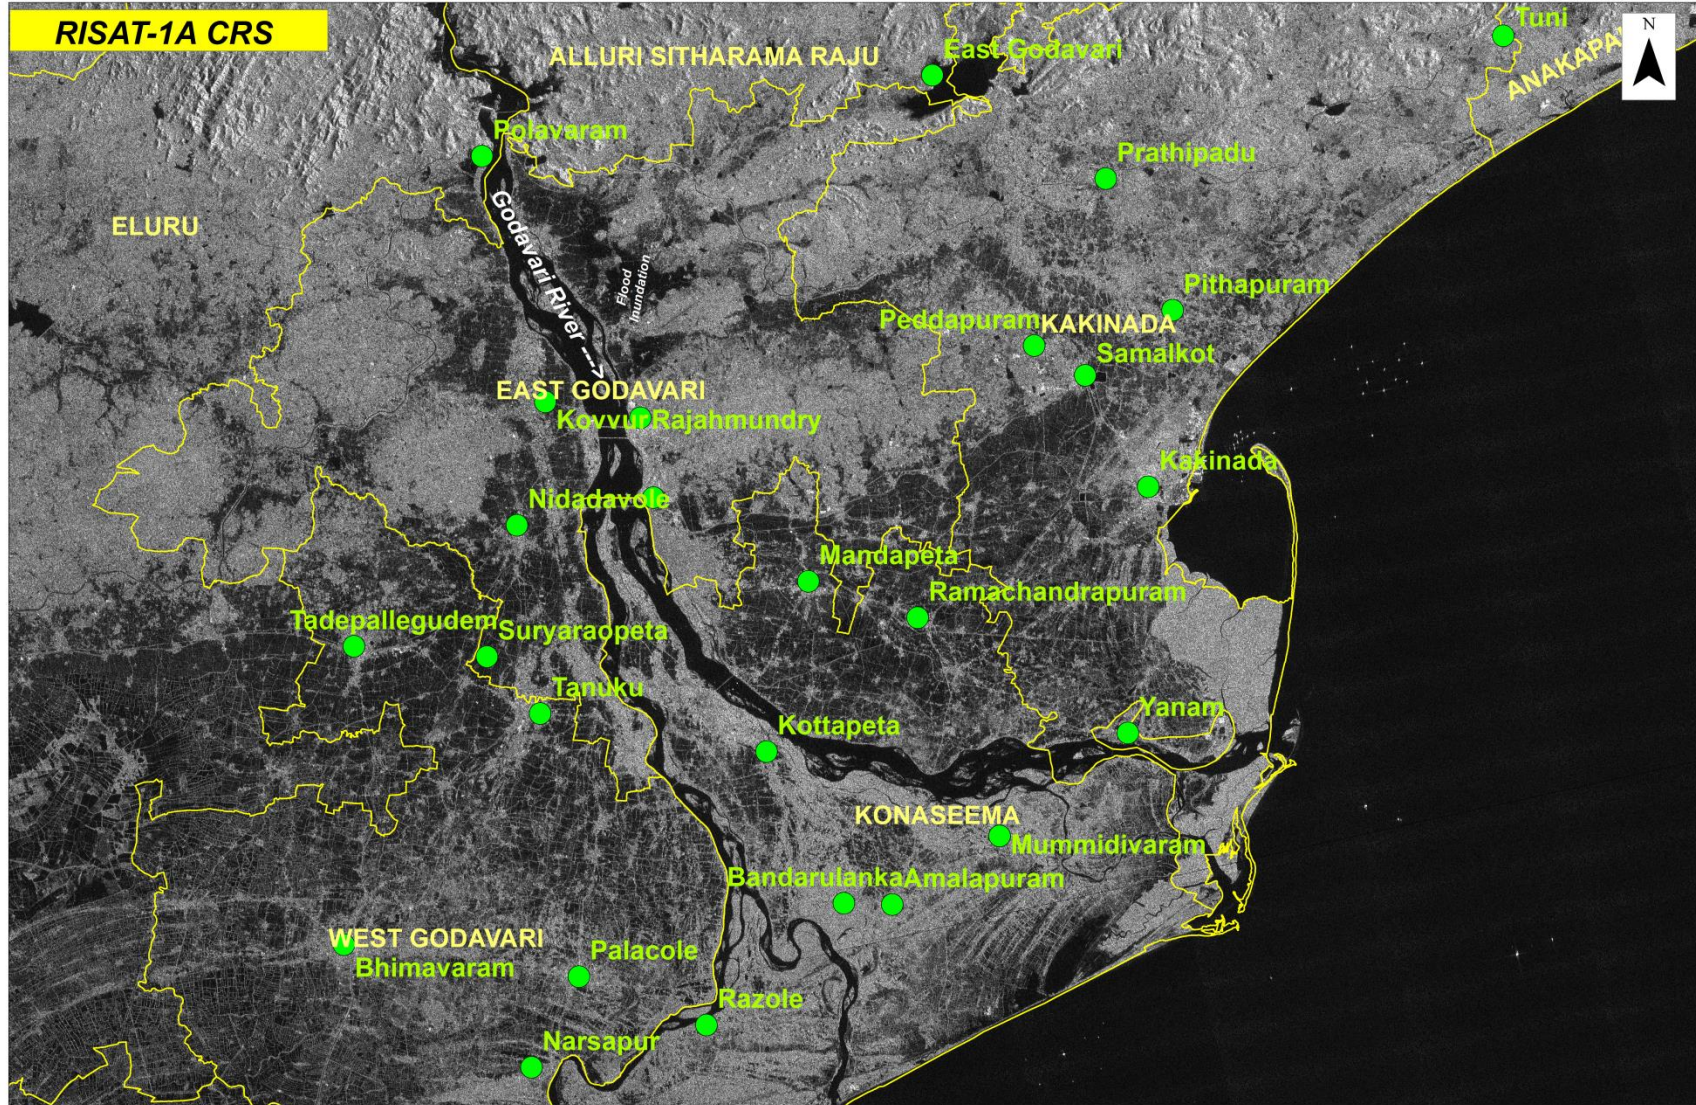 RISAT-1A CRS
Tuni
N
ALLURI SITHARAMA RAJU
East Godavari
Polavaram
Prathipadu
ELURU
Godavari River ---->
Flood
Inundation
Pithapuram
Peddapuram
KAKINADA
Samalkot
EAST GODAVARI
Kovvur
Rajahmundry
Kakinada
Nidadavole
Mandapeta
Ramachandrapuram
Tadepallegudem
Suryaraopeta
Tanuku
Yanam
Kottapeta
KONASEEMA
Mummidivaram
Bandarulanka
Amalapuram
WEST GODAVARI
Bhimavaram
Palacole
Razole
Narsapur